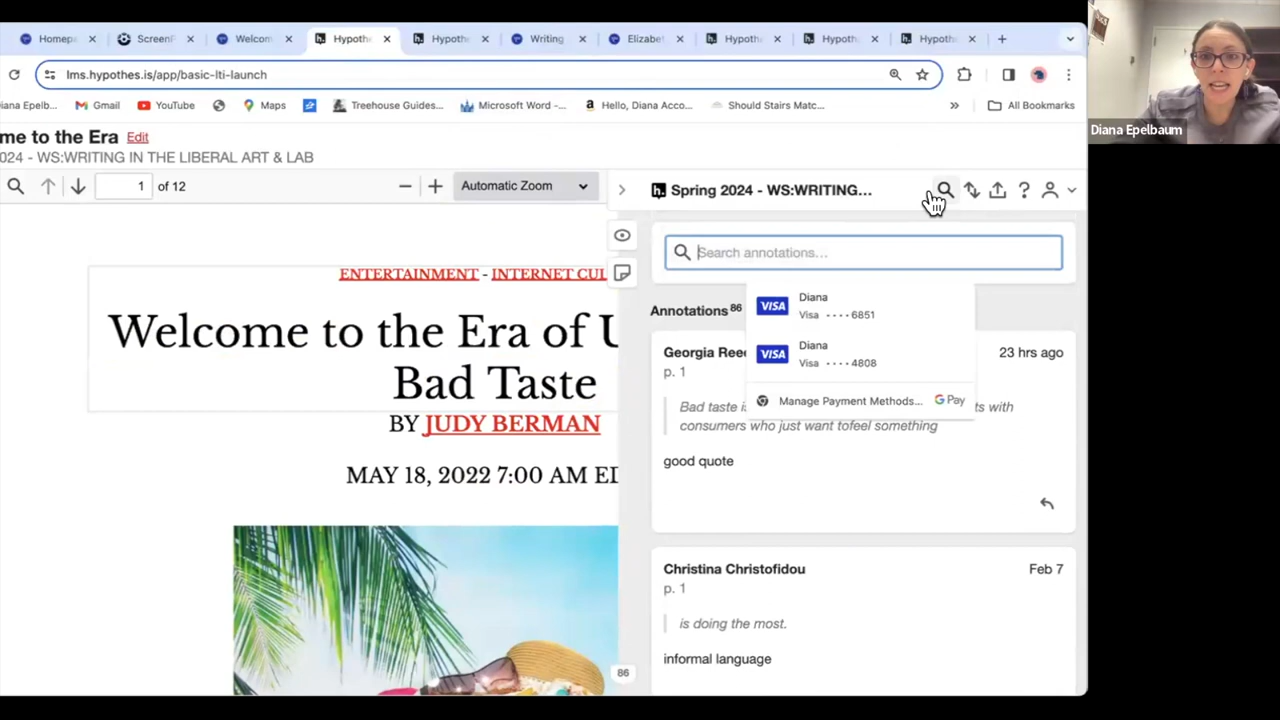 Homep
ScreenF
Welcom
Hypoth
Hypoth
Writing
Elizabet
Hypoth
Hypoth
Hypoth
lms.hypothes.is/app/basic-lti-launch
iana Epelb...
Gmail
YouTube
Maps
Treehouse Guides...
Microsoft Word -...
Hello, Diana Acco...
Should Stairs Matc...
All Bookmarks
Diana Epelbaum
me to the Era Edit
024 - WS:WRITING IN THE LIBERAL ART & LAB
1 of 12
Automatic Zoom
Spring 2024 - WS:WRITING...
ENTERTAINMENT - INTERNET CUL
Welcome to the Era of U
Bad Taste
BY JUDY BERMAN
MAY 18, 2022 7:00 AM ED
Search annotations...
Diana
Visa ····6851
Diana
Visa ····4808
Manage Payment Methods...
G Pay
Annotations 86
Georgia Ree
23 hrs ago
p. 1
Bad taste i ts with
consumers who just want tofeel something
good quote
Christina Christofidou
Feb 7
p. 1
is doing the most.
informal language
86